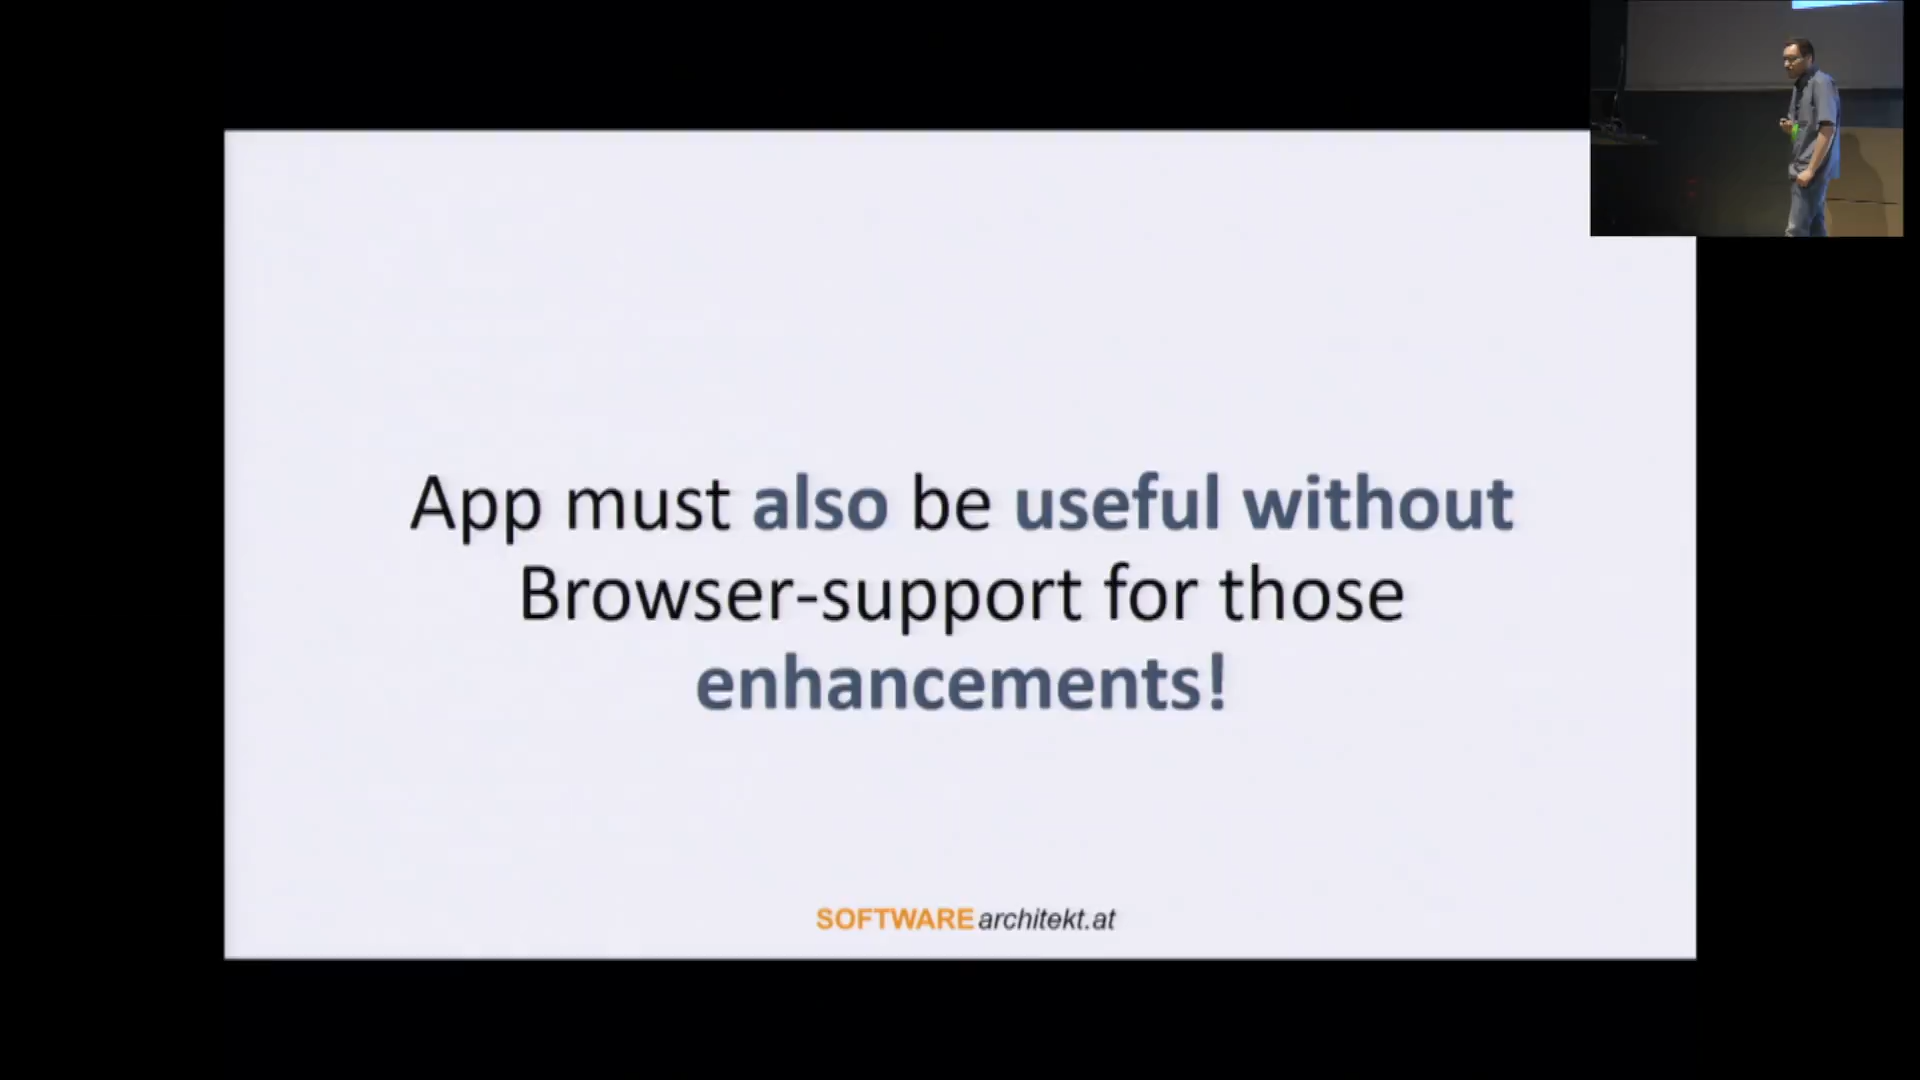 App must also be useful without
Browser-support for those
enhancements!
SOFTWAREarchitekt.at